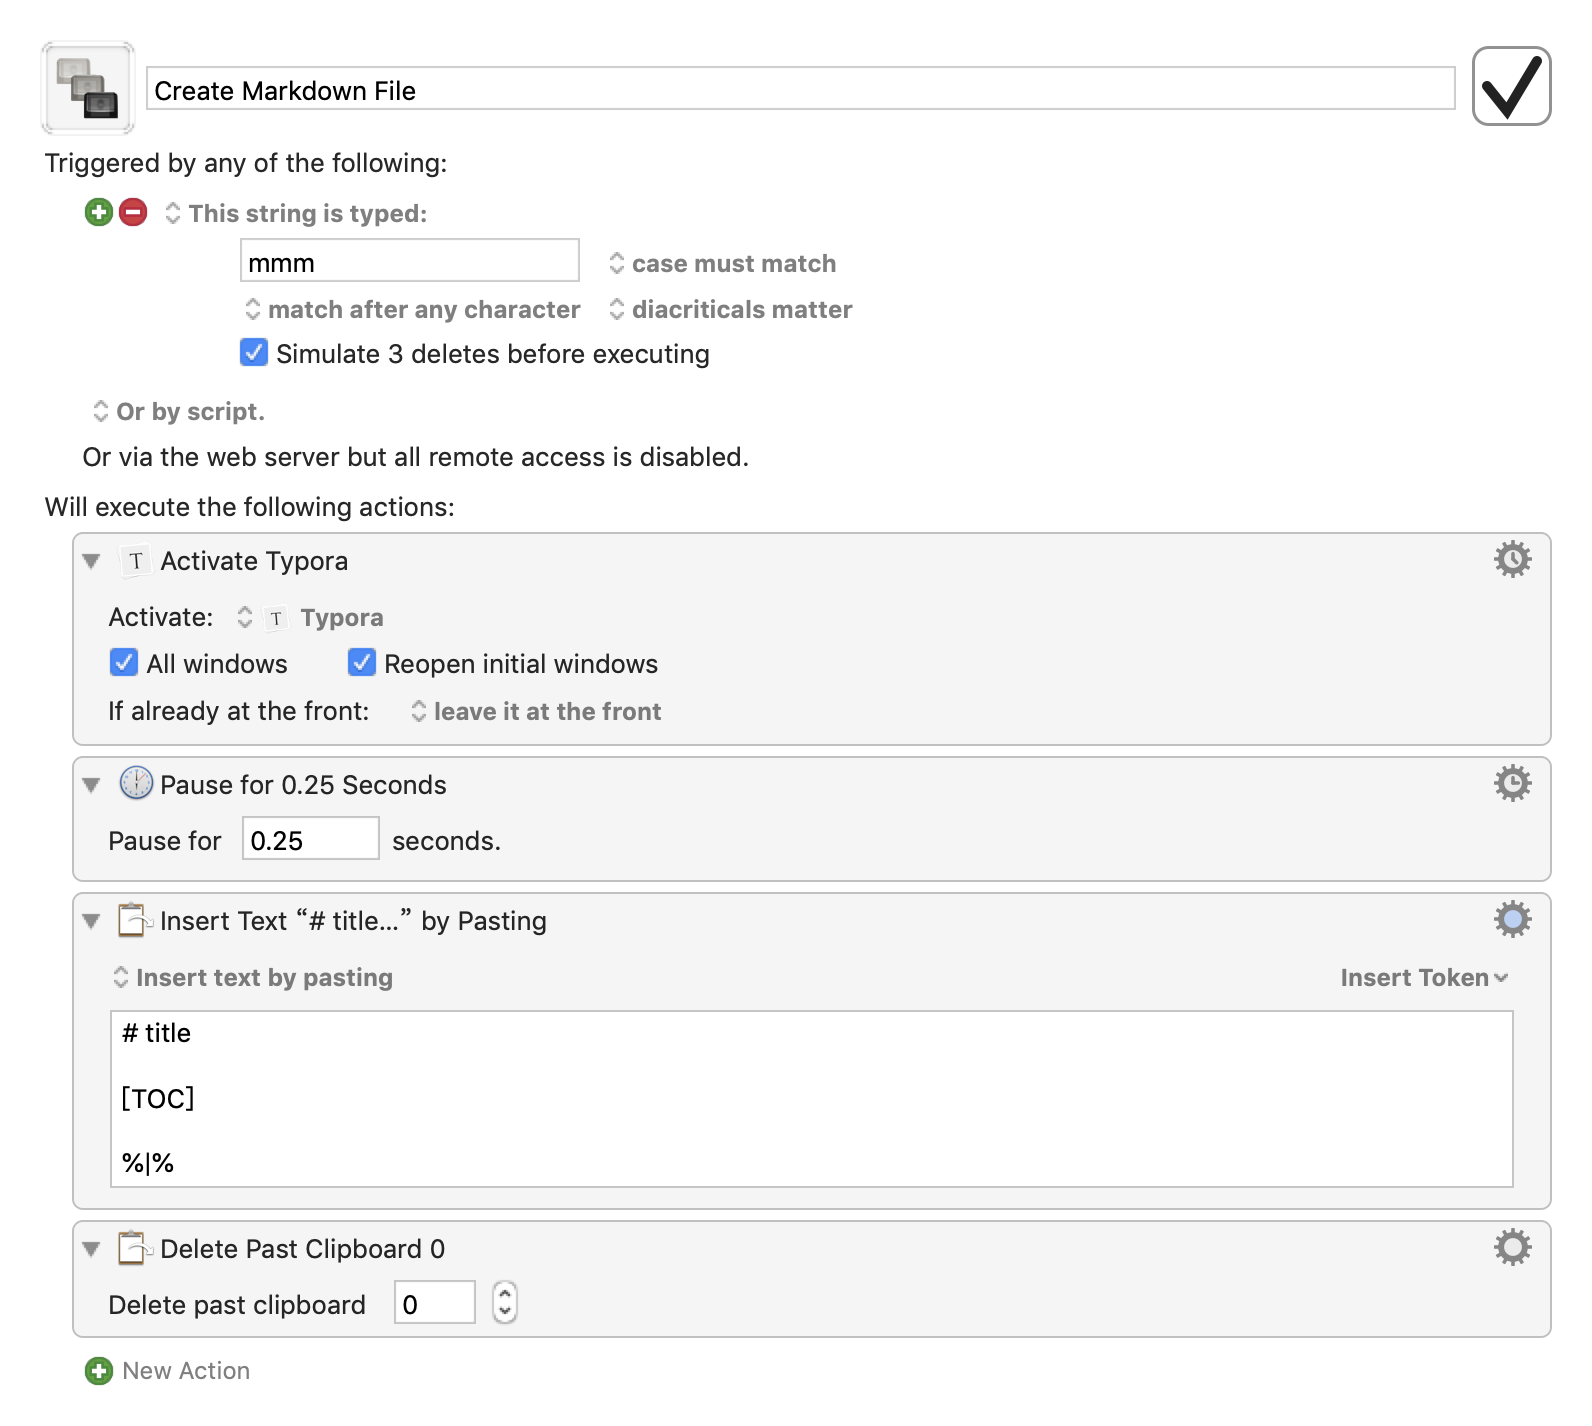 Create Markdown File
Triggered by any of the following:
This string is typed:
mmm case must match
match after any character diacriticals matter
Simulate 3 deletes before executing
Or by script.
Or via the web server but all remote access is disabled.
Will execute the following actions:
T Activate Typora
Activate: T Typora
All windows Reopen initial windows
If already at the front: leave it at the front
Pause for 0.25 Seconds
Pause for 0.25 seconds.
Insert Text “# title…” by Pasting
Insert text by pasting Insert Token
# title
[TOC]
%|%
Delete Past Clipboard 0
Delete past clipboard 0
New Action